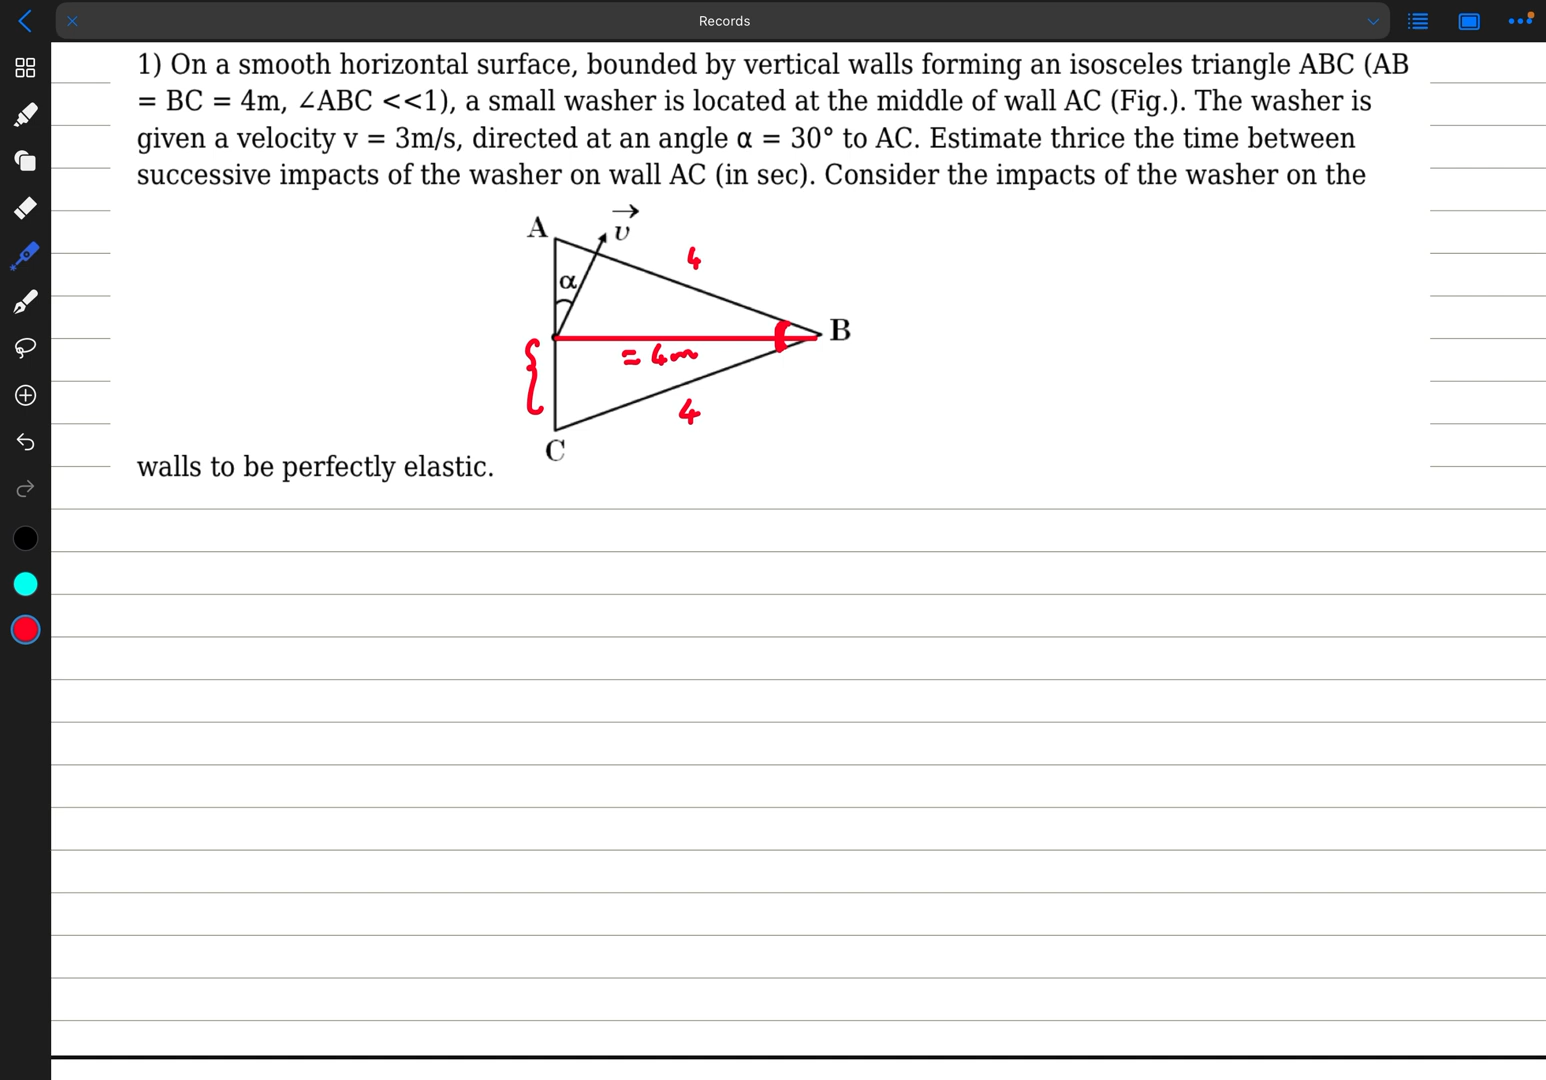 Records
1) On a smooth horizontal surface, bounded by vertical walls forming an isosceles triangle ABC (AB
= BC = 4m, ∠ABC <<1), a small washer is located at the middle of wall AC (Fig.). The washer is
given a velocity v = 3m/s, directed at an angle α = 30° to AC. Estimate thrice the time between
successive impacts of the washer on wall AC (in sec). Consider the impacts of the washer on the
A
v
4
α
B
= 4m
4
C
walls to be perfectly elastic.